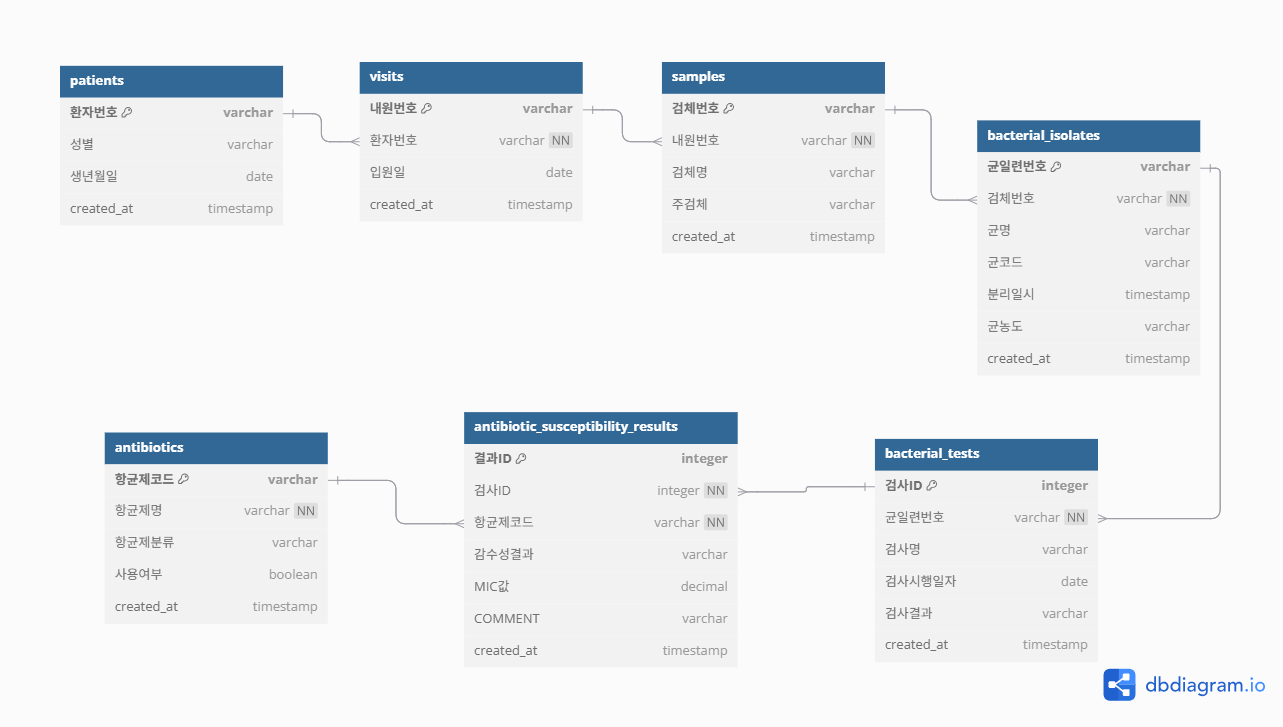 patients
환자번호 varchar
성별 varchar
생년월일 date
created_at timestamp
visits
내원번호 varchar
환자번호 varchar NN
입원일 date
created_at timestamp
samples
검체번호 varchar
내원번호 varchar NN
검체명 varchar
주검체 varchar
created_at timestamp
bacterial_isolates
균일련번호 varchar
검체번호 varchar NN
균명 varchar
균코드 varchar
분리일시 timestamp
균농도 varchar
created_at timestamp
antibiotics
항균제코드 varchar
항균제명 varchar NN
항균제분류 varchar
사용여부 boolean
created_at timestamp
antibiotic_susceptibility_results
결과ID integer
검사ID integer NN
항균제코드 varchar NN
감수성결과 varchar
MIC값 decimal
COMMENT varchar
created_at timestamp
bacterial_tests
검사ID integer
균일련번호 varchar NN
검사명 varchar
검사시행일자 date
검사결과 varchar
created_at timestamp
dbdiagram.io